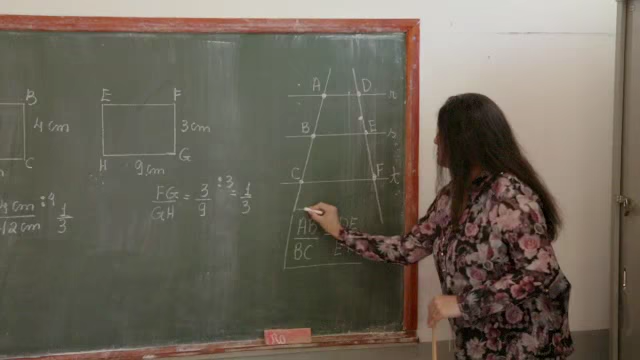 B
4 cm
C
4 cm :4 1
12 cm 3
E F
3 cm
H G
9 cm
FG = 3 :3 = 1
GH 9 3
A D r
B E s
C F t
AB DE
BC E